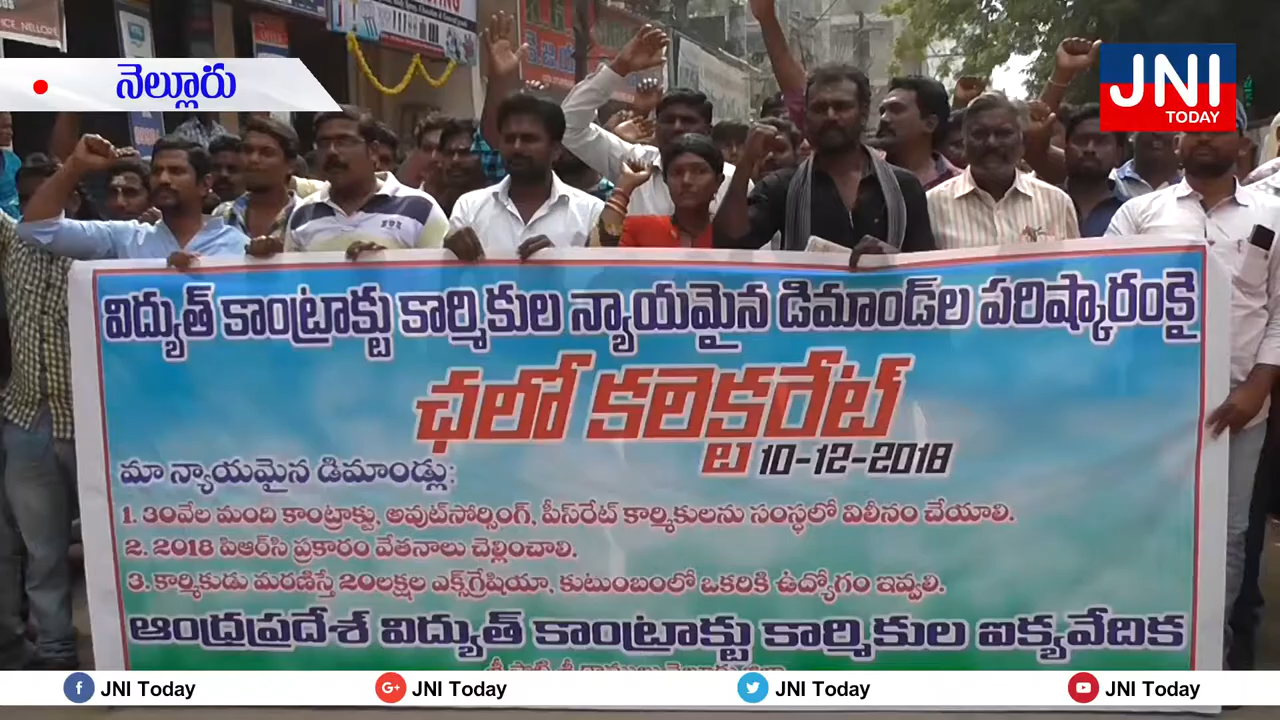 నెల్లూరు
JNI
TODAY
విద్యుత్ కాంట్రాక్టు కార్మికుల న్యాయమైన డిమాండ్‌ల పరిష్కారంకై
ఛలో కలెక్టరేట్
10-12-2018
మా న్యాయమైన డిమాండ్లు:
1. 30వేల మంది కాంట్రాక్టు, అవుట్‌సోర్సింగ్, పీస్‌రేట్ కార్మికులను సంస్థలో విలీనం చేయాలి.
2. 2018 పిఆర్‌సి ప్రకారం వేతనాలు చెల్లించాలి.
3. కార్మికుడు మరణిస్తే 20లక్షల ఎక్స్‌గ్రేషియా, కుటుంబంలో ఒకరికి ఉద్యోగం ఇవ్వాలి.
ఆంధ్రప్రదేశ్ విద్యుత్ కాంట్రాక్టు కార్మికుల ఐక్యవేదిక
JNI Today
JNI Today
JNI Today
JNI Today